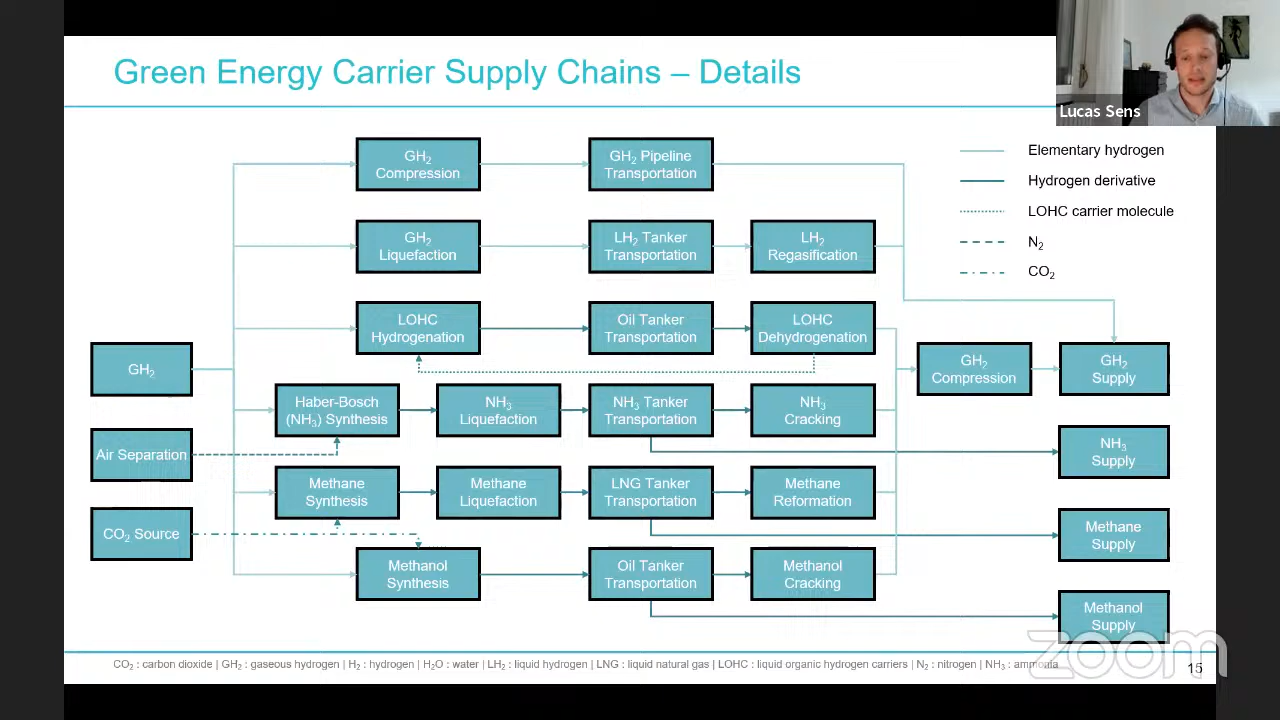 Green Energy Carrier Supply Chains – Details
Lucas Sens
Elementary hydrogen
Hydrogen derivative
LOHC carrier molecule
N₂
CO₂
GH₂
Compression
GH₂ Pipeline
Transportation
GH₂
Liquefaction
LH₂ Tanker
Transportation
LH₂
Regasification
LOHC
Hydrogenation
Oil Tanker
Transportation
LOHC
Dehydrogenation
GH₂
GH₂
Compression
GH₂
Supply
Haber-Bosch
(NH₃) Synthesis
NH₃
Liquefaction
NH₃ Tanker
Transportation
NH₃
Cracking
Air Separation
NH₃
Supply
Methane
Synthesis
Methane
Liquefaction
LNG Tanker
Transportation
Methane
Reformation
CO₂ Source
Methane
Supply
Methanol
Synthesis
Oil Tanker
Transportation
Methanol
Cracking
Methanol
Supply
zoom
CO₂ : carbon dioxide | GH₂ : gaseous hydrogen | H₂ : hydrogen | H₂O : water | LH₂ : liquid hydrogen | LNG : liquid natural gas | LOHC : liquid organic hydrogen carriers | N₂ : nitrogen | NH₃ : ammonia
15